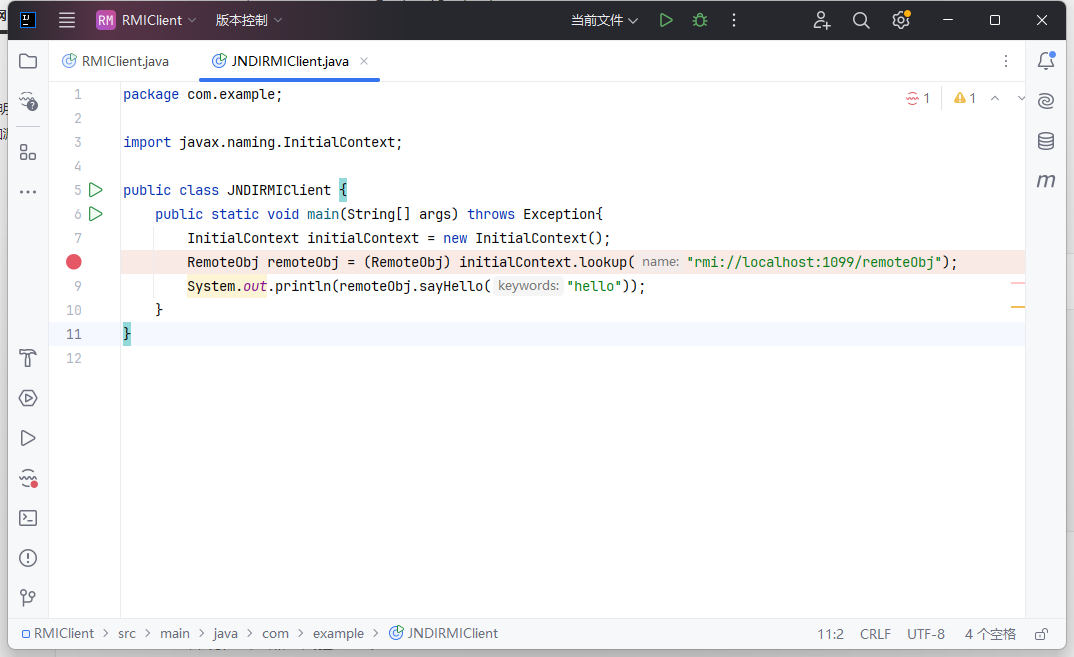 RM RMIClient 版本控制 当前文件
RMIClient.java JNDIRMIClient.java
1 package com.example; 1 1
2
3 import javax.naming.InitialContext;
4
5 public class JNDIRMIClient {
6 public static void main(String[] args) throws Exception{
7 InitialContext initialContext = new InitialContext();
RemoteObj remoteObj = (RemoteObj) initialContext.lookup( name: "rmi://localhost:1099/remoteObj");
9 System.out.println(remoteObj.sayHello( keywords: "hello"));
10 }
11 }
12
RMIClient > src > main > java > com > example > JNDIRMIClient 11:2 CRLF UTF-8 4 个空格